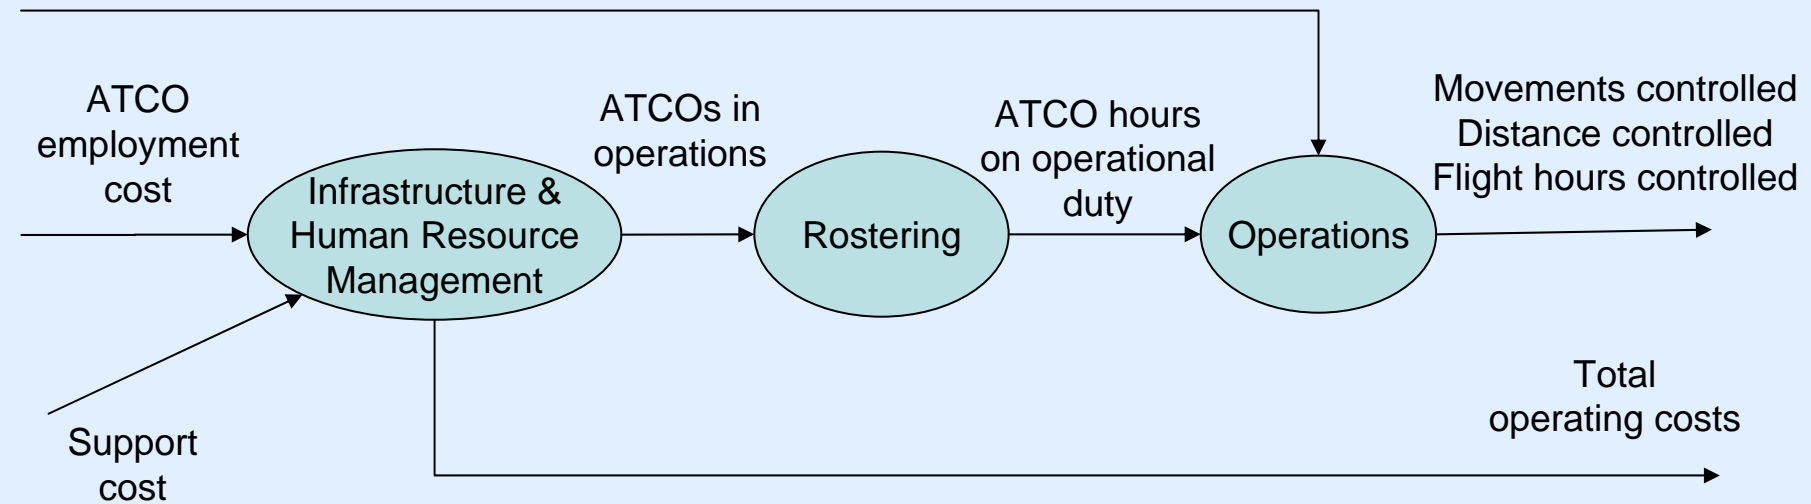 ATCO
employment
cost
Infrastructure &
Human Resource
Management
ATCOs in
operations
Rostering
ATCO hours
on operational
duty
Operations
Movements controlled
Distance controlled
Flight hours controlled
Support
cost
Total
operating costs